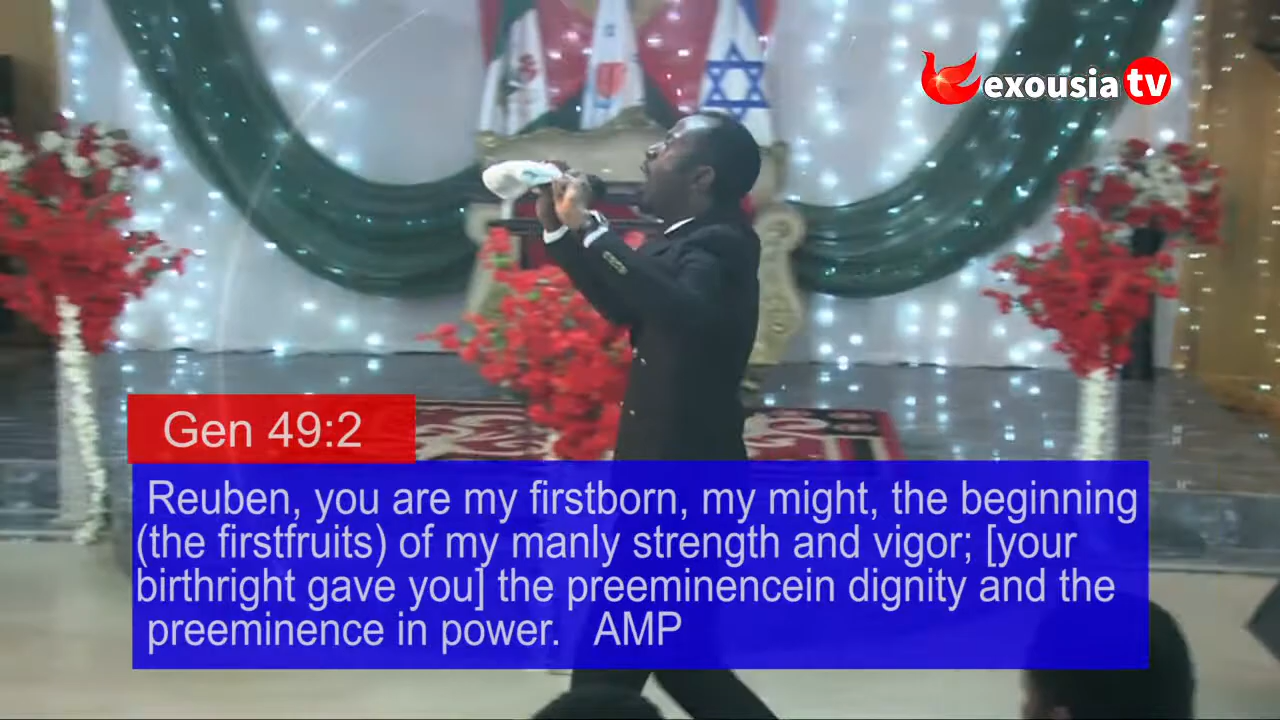 exousia tv
Gen 49:2
Reuben, you are my firstborn, my might, the beginning
(the firstfruits) of my manly strength and vigor; [your
birthright gave you] the preeminencein dignity and the
preeminence in power. AMP